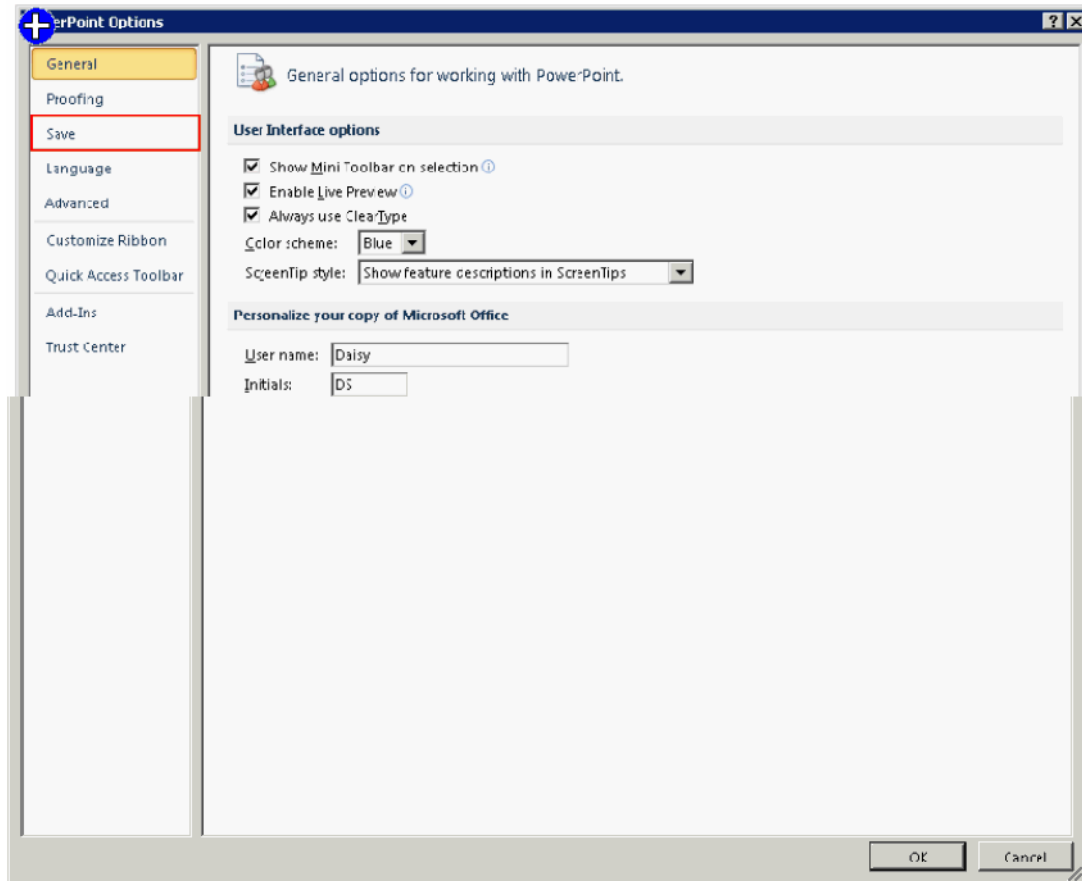 erPoint Options
General
Proofing
Save
Language
Advanced
Customize Ribbon
Quick Access Toolbar
Add-Ins
Trust Center
General options for working with PowerPoint.
User Interface options
Show Mini Toolbar on selection
Enable Live Preview
Always use ClearType
Color scheme: Blue
ScreenTip style: Show feature descriptions in ScreenTips
Personalize your copy of Microsoft Office
User name: Daisy
Initials:
OK Cancel